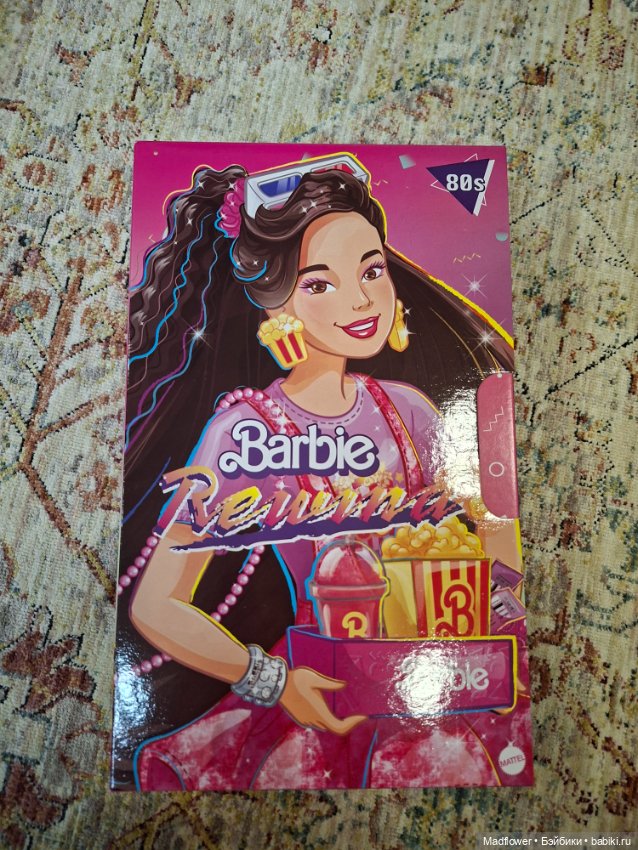 80s
Barbie
Rewind
B
B
Barbie
MATTEL
Madflower • Бэйбики • babiki.ru